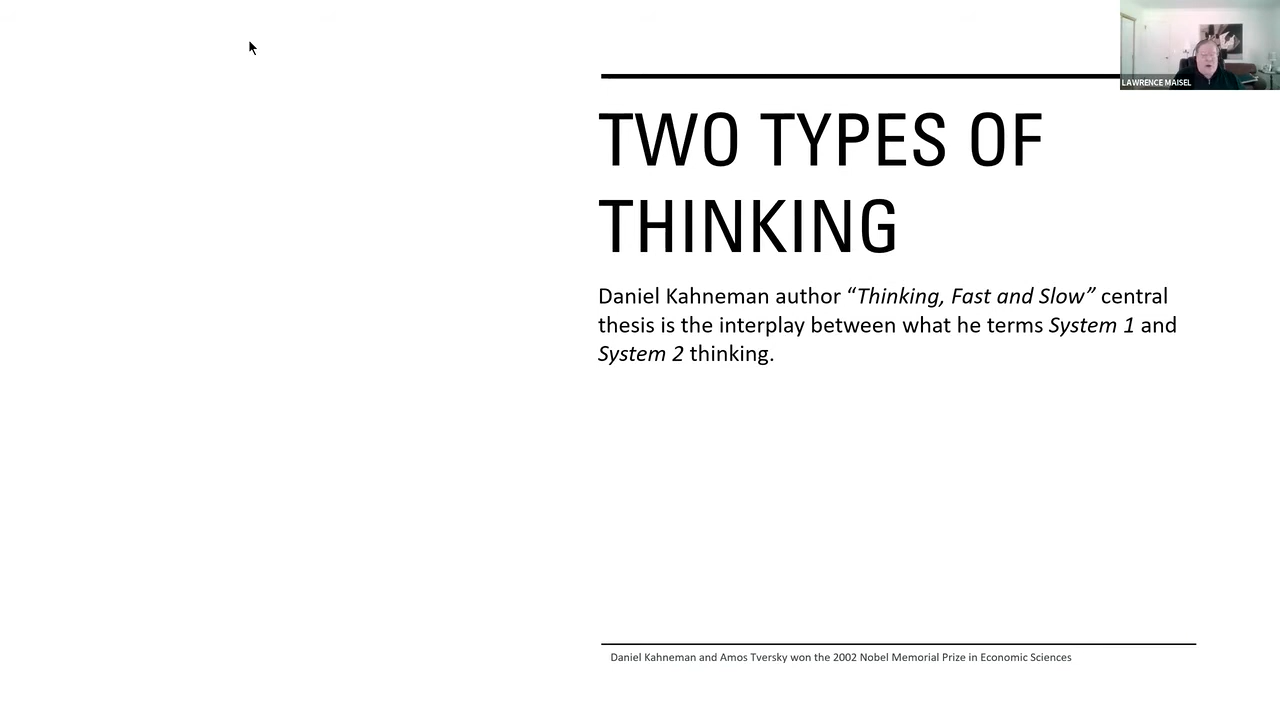 LAWRENCE MAISEL
TWO TYPES OF
THINKING
Daniel Kahneman author “Thinking, Fast and Slow” central
thesis is the interplay between what he terms System 1 and
System 2 thinking.
Daniel Kahneman and Amos Tversky won the 2002 Nobel Memorial Prize in Economic Sciences